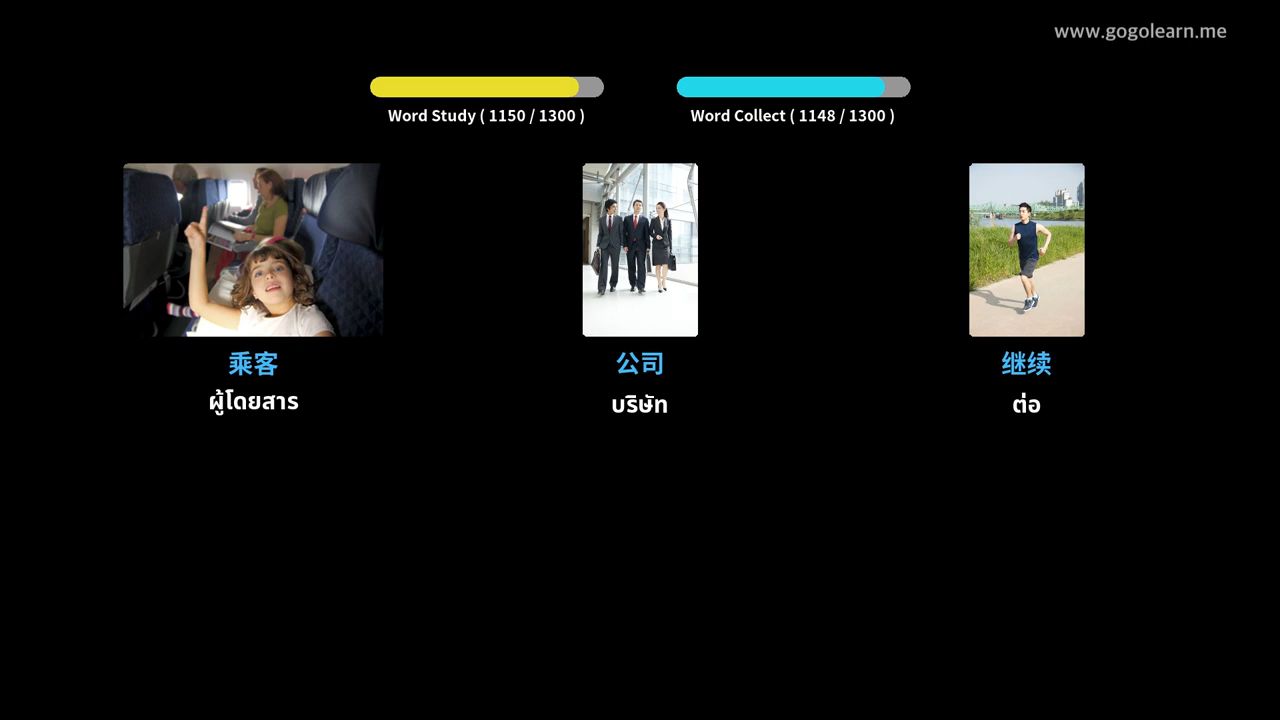 www.gogolearn.me
Word Study ( 1150 / 1300 )
Word Collect ( 1148 / 1300 )
乘客
ผู้โดยสาร
公司
บริษัท
继续
ต่อ